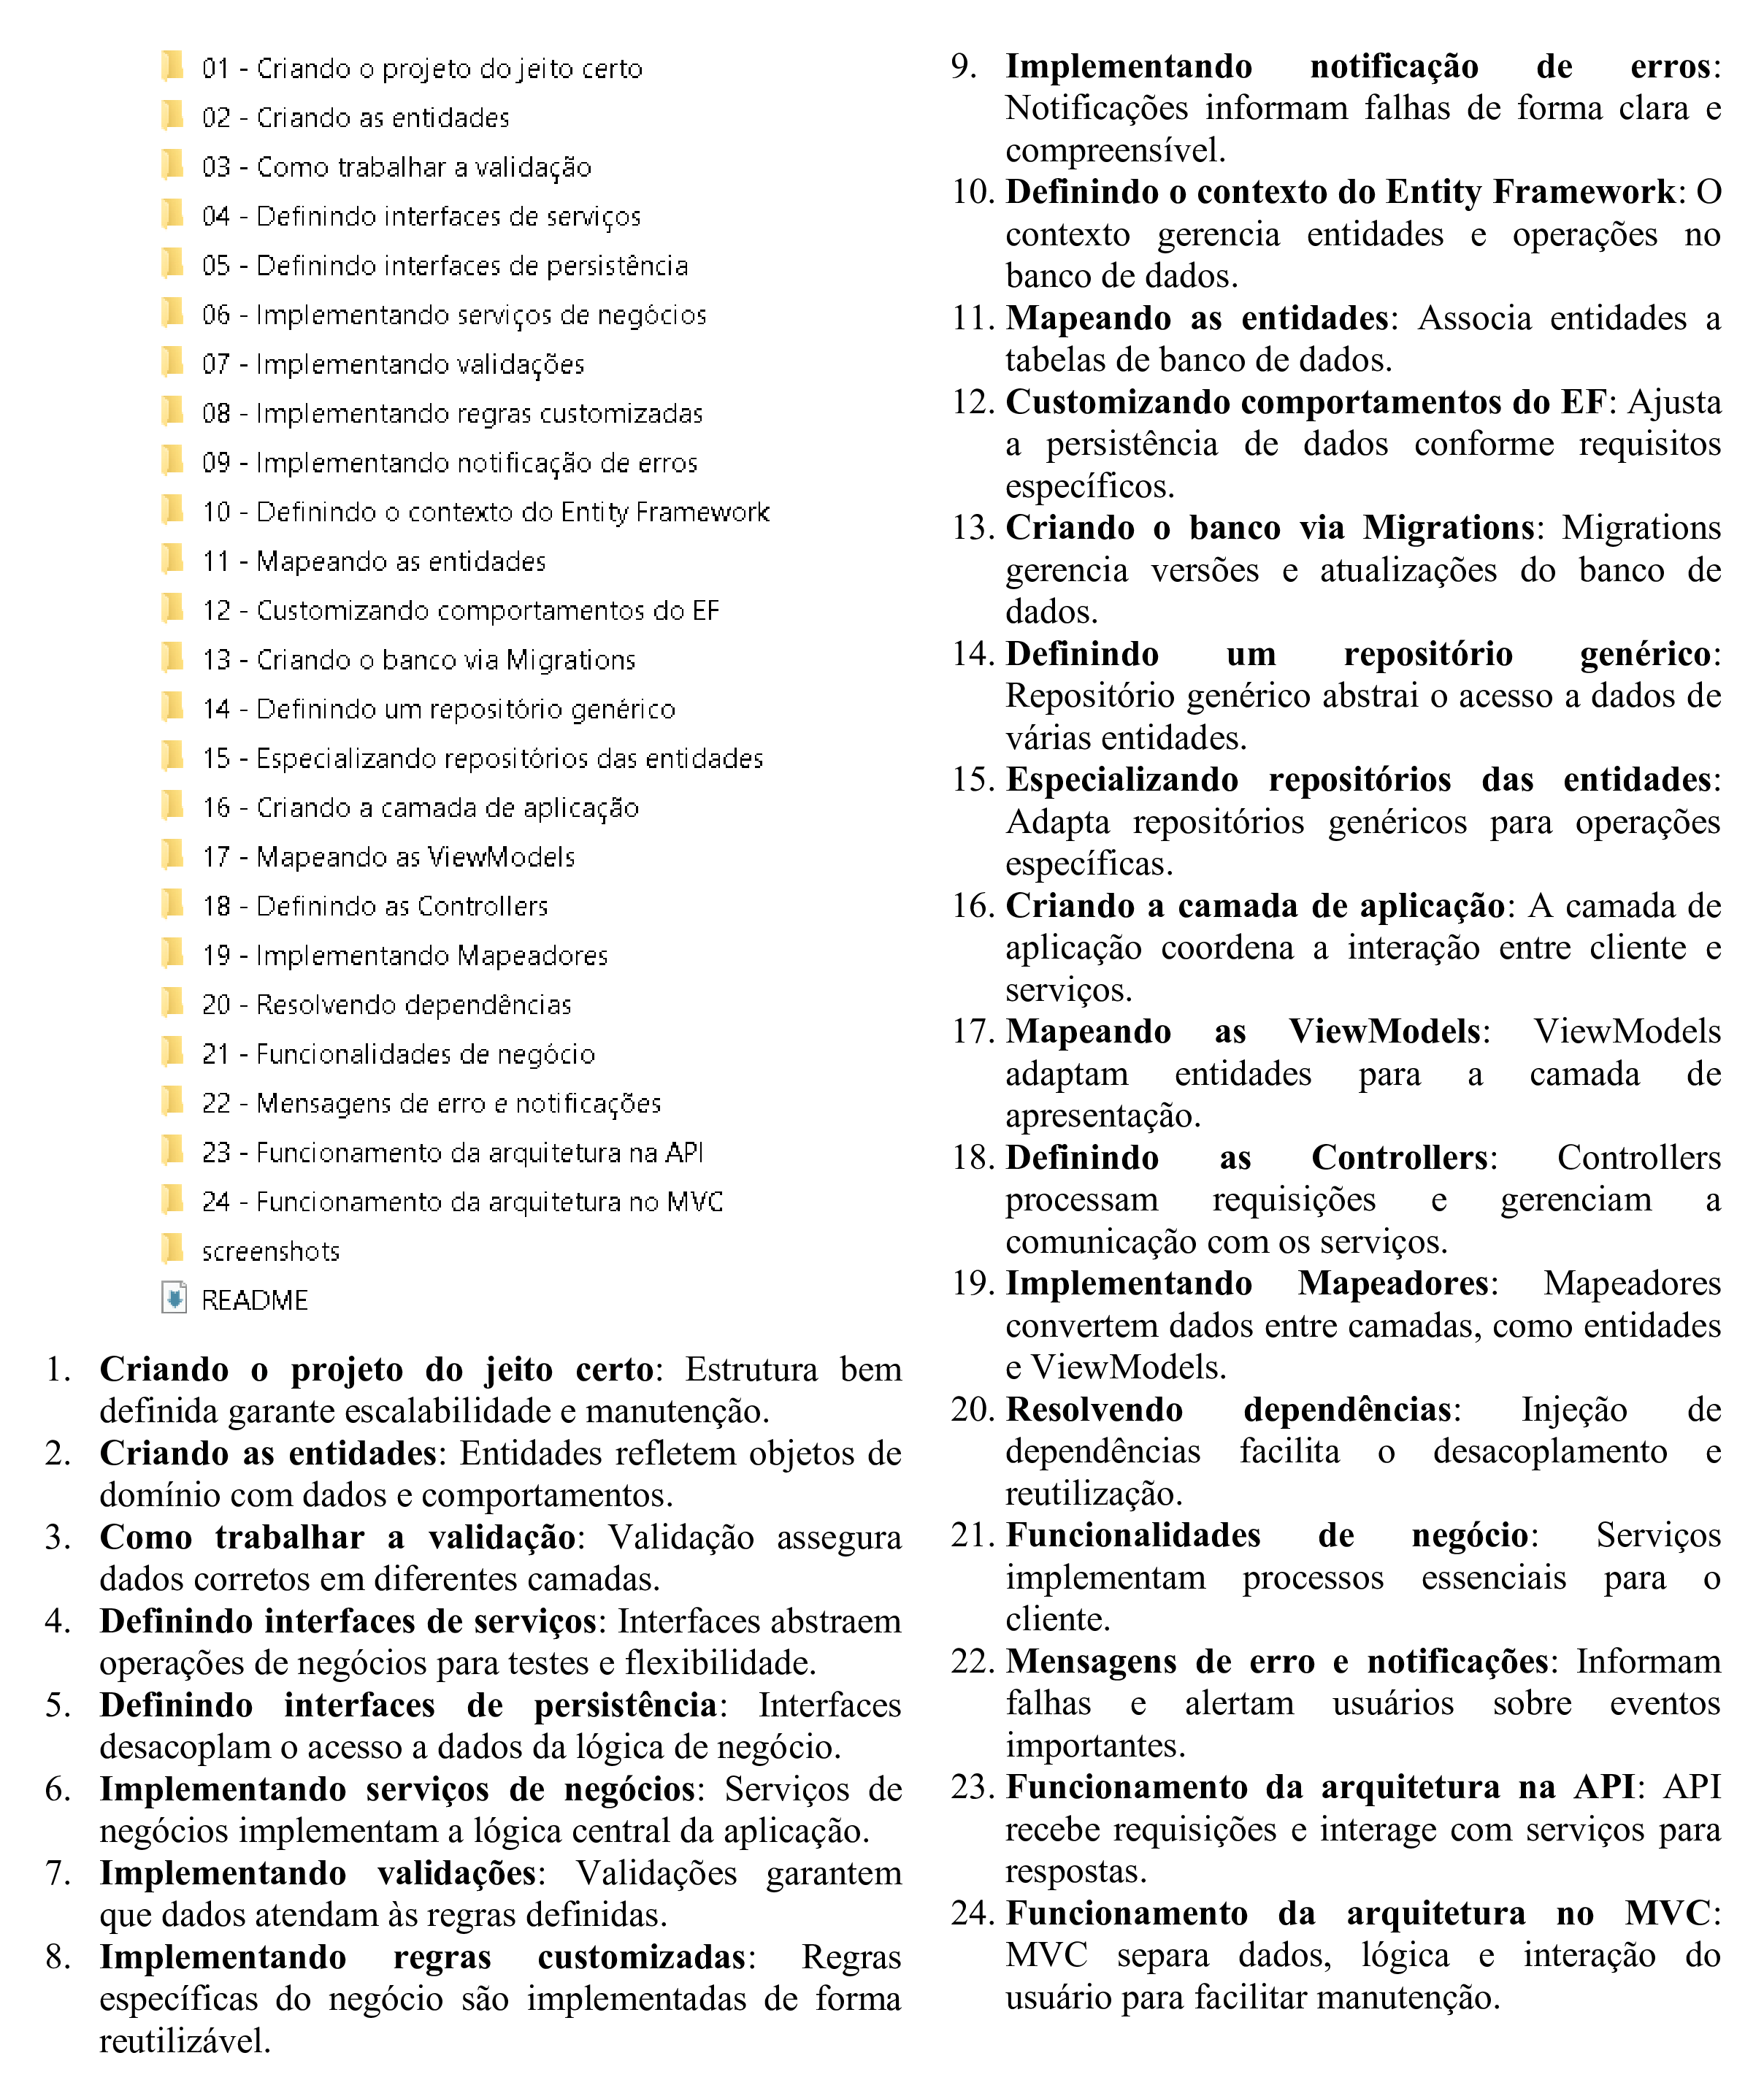 01 - Criando o projeto do jeito certo
02 - Criando as entidades
03 - Como trabalhar a validação
04 - Definindo interfaces de serviços
05 - Definindo interfaces de persistência
06 - Implementando serviços de negócios
07 - Implementando validações
08 - Implementando regras customizadas
09 - Implementando notificação de erros
10 - Definindo o contexto do Entity Framework
11 - Mapeando as entidades
12 - Customizando comportamentos do EF
13 - Criando o banco via Migrations
14 - Definindo um repositório genérico
15 - Especializando repositórios das entidades
16 - Criando a camada de aplicação
17 - Mapeando as ViewModels
18 - Definindo as Controllers
19 - Implementando Mapeadores
20 - Resolvendo dependências
21 - Funcionalidades de negócio
22 - Mensagens de erro e notificações
23 - Funcionamento da arquitetura na API
24 - Funcionamento da arquitetura no MVC
screenshots
README
1. Criando o projeto do jeito certo: Estrutura bem
definida garante escalabilidade e manutenção.
2. Criando as entidades: Entidades refletem objetos de
domínio com dados e comportamentos.
3. Como trabalhar a validação: Validação assegura
dados corretos em diferentes camadas.
4. Definindo interfaces de serviços: Interfaces abstraem
operações de negócios para testes e flexibilidade.
5. Definindo interfaces de persistência: Interfaces
desacoplam o acesso a dados da lógica de negócio.
6. Implementando serviços de negócios: Serviços de
negócios implementam a lógica central da aplicação.
7. Implementando validações: Validações garantem
que dados atendam às regras definidas.
8. Implementando regras customizadas: Regras
específicas do negócio são implementadas de forma
reutilizável.
9. Implementando notificação de erros:
Notificações informam falhas de forma clara e
compreensível.
10. Definindo o contexto do Entity Framework: O
contexto gerencia entidades e operações no
banco de dados.
11. Mapeando as entidades: Associa entidades a
tabelas de banco de dados.
12. Customizando comportamentos do EF: Ajusta
a persistência de dados conforme requisitos
específicos.
13. Criando o banco via Migrations: Migrations
gerencia versões e atualizações do banco de
dados.
14. Definindo um repositório genérico:
Repositório genérico abstrai o acesso a dados de
várias entidades.
15. Especializando repositórios das entidades:
Adapta repositórios genéricos para operações
específicas.
16. Criando a camada de aplicação: A camada de
aplicação coordena a interação entre cliente e
serviços.
17. Mapeando as ViewModels: ViewModels
adaptam entidades para a camada de
apresentação.
18. Definindo as Controllers: Controllers
processam requisições e gerenciam a
comunicação com os serviços.
19. Implementando Mapeadores: Mapeadores
convertem dados entre camadas, como entidades
e ViewModels.
20. Resolvendo dependências: Injeção de
dependências facilita o desacoplamento e
reutilização.
21. Funcionalidades de negócio: Serviços
implementam processos essenciais para o
cliente.
22. Mensagens de erro e notificações: Informam
falhas e alertam usuários sobre eventos
importantes.
23. Funcionamento da arquitetura na API: API
recebe requisições e interage com serviços para
respostas.
24. Funcionamento da arquitetura no MVC:
MVC separa dados, lógica e interação do
usuário para facilitar manutenção.